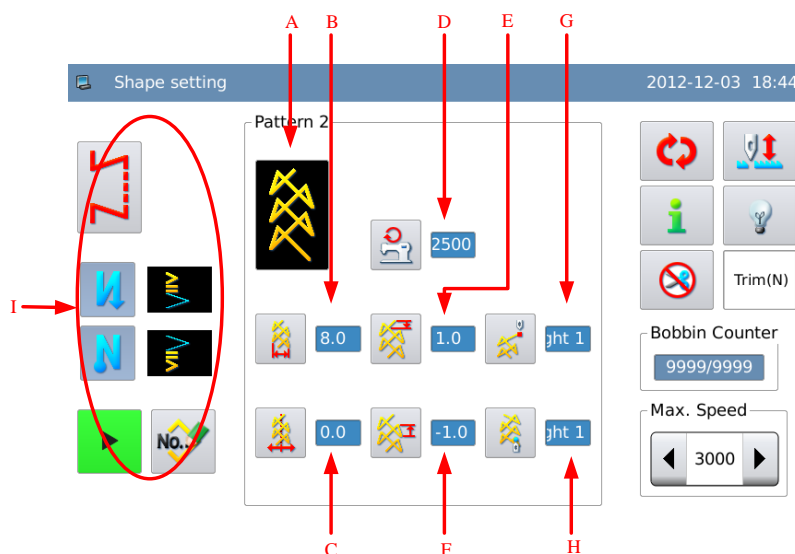 A B D E G
Shape setting 2012-12-03 18:44
Pattern 2
2500
I
Trim(N)
8.0 1.0 ght 1
Bobbin Counter
9999/9999
Max. Speed
No.
0.0 -1.0 ght 1
3000
C F H